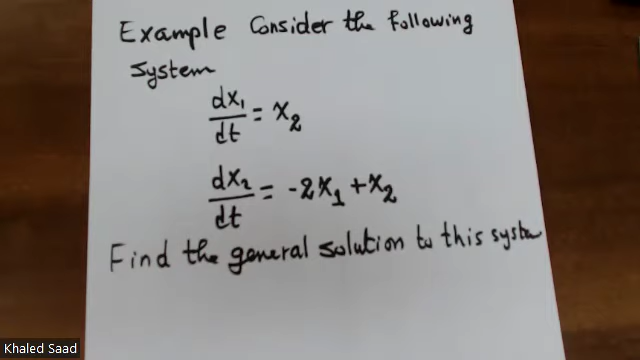 Example Consider the following
system
dx₁/dt = x₂
dx₂/dt = -2x₁ + x₂
Find the general solution to this
Khaled Saad